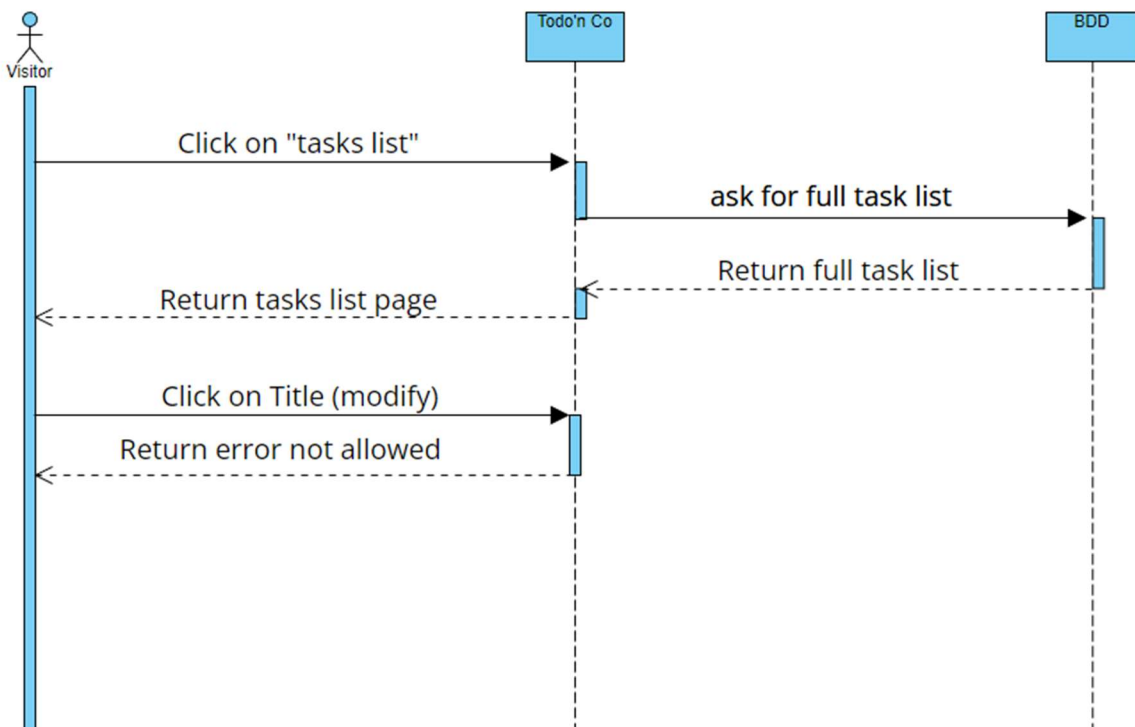 Todo'n Co
BDD
Visitor
Click on "tasks list"
ask for full task list
Return full task list
Return tasks list page
Click on Title (modify)
Return error not allowed